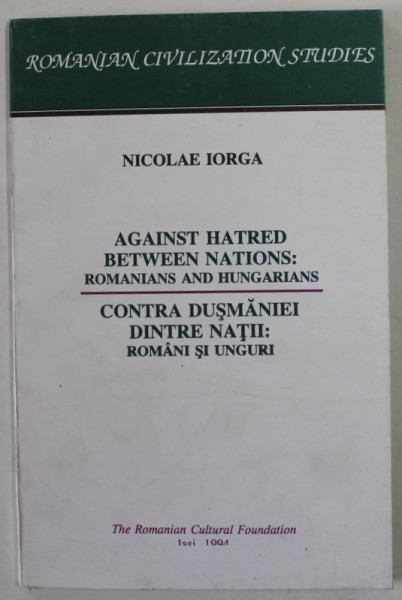 ROMANIAN CIVILIZATION STUDIES
NICOLAE IORGA
AGAINST HATRED
BETWEEN NATIONS:
ROMANIANS AND HUNGARIANS
CONTRA DUŞMĂNIEI
DINTRE NAŢII:
ROMÂNI ŞI UNGURI
The Romanian Cultural Foundation